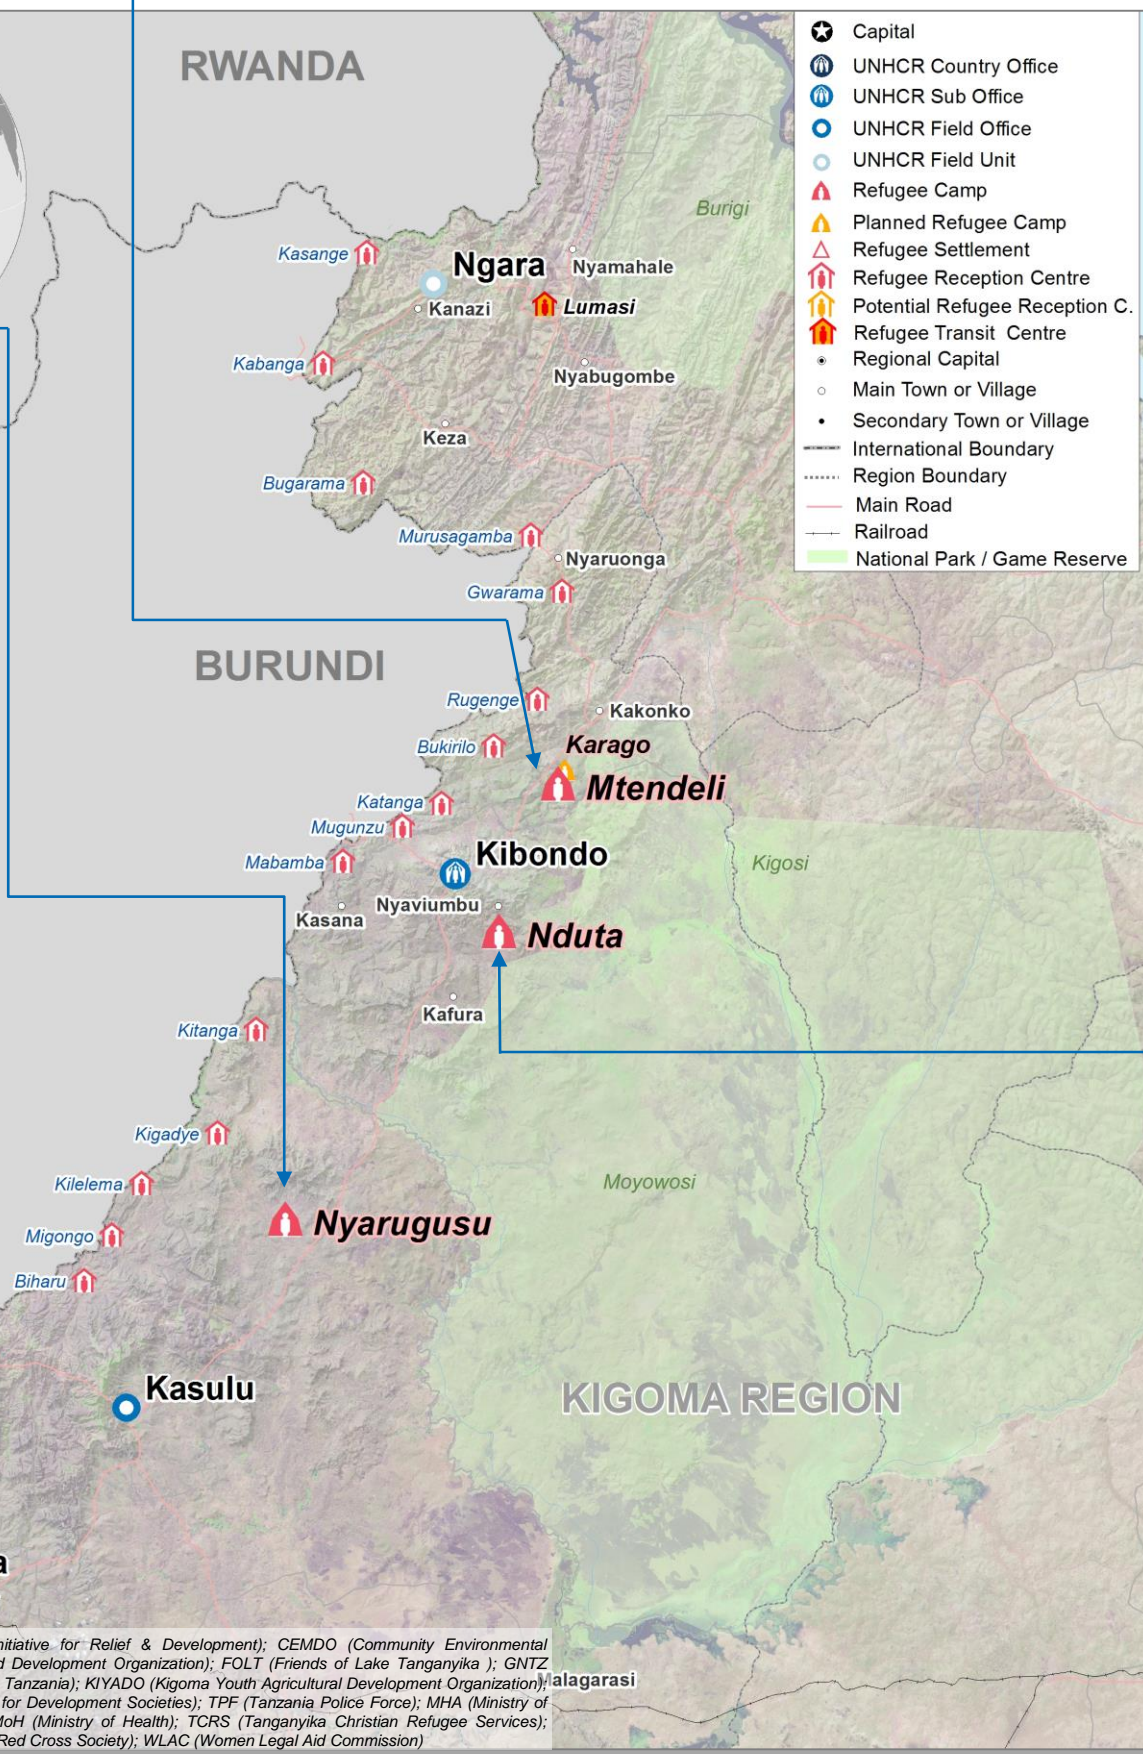 RWANDA
Capital
UNHCR Country Office
UNHCR Sub Office
UNHCR Field Office
UNHCR Field Unit
Refugee Camp
Planned Refugee Camp
Refugee Settlement
Refugee Reception Centre
Potential Refugee Reception C.
Refugee Transit Centre
Regional Capital
Main Town or Village
Secondary Town or Village
International Boundary
Region Boundary
Main Road
Railroad
National Park / Game Reserve
Burigi
Kasange
Ngara
Nyamahale
Kanazi
Lumasi
Kabanga
Nyabugombe
Keza
Bugarama
Murusagamba
Nyaruonga
Gwarama
BURUNDI
Rugenge
Kakonko
Bukirilo
Karago
Mtendeli
Katanga
Mugunzu
Mabamba
Kibondo
Kigosi
Nyaviumbu
Kasana
Nduta
Kafura
Kitanga
Kigadye
Kilelema
Moyowosi
Nyarugusu
Migongo
Biharu
Kasulu
KIGOMA REGION
a
nitiative for Relief & Development); CEMDO (Community Environmental
d Development Organization); FOLT (Friends of Lake Tanganyika ); GNTZ
Tanzania); KIYADO (Kigoma Youth Agricultural Development Organization);
Malagarasi
for Development Societies); TPF (Tanzania Police Force); MHA (Ministry of
MoH (Ministry of Health); TCRS (Tanganyika Christian Refugee Services);
Red Cross Society); WLAC (Women Legal Aid Commission)